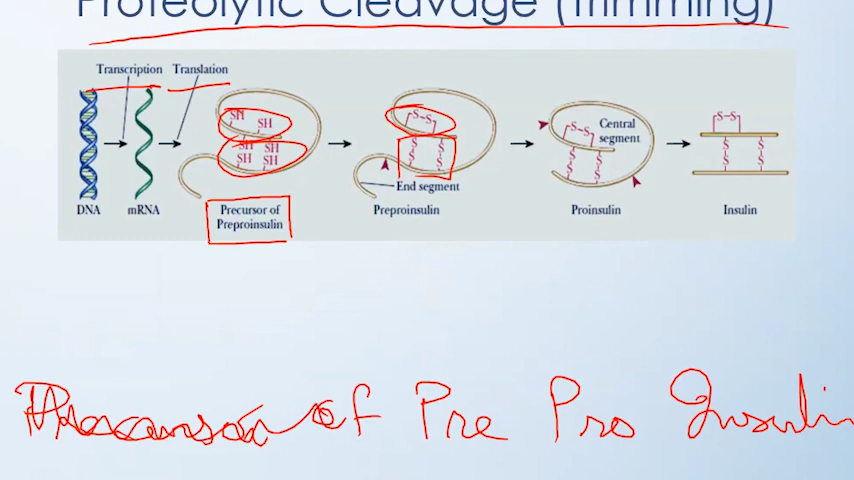 Proteolytic Cleavage (Trimming)
Transcription Translation
SH
SH
SH SH
SH SH
S-S
S S
S S
End segment
S-S
Central
segment
S S
S S
S-S
S S
S S
DNA mRNA Precursor of
Preproinsulin
Preproinsulin Proinsulin Insulin
of Pre Pro Insulin